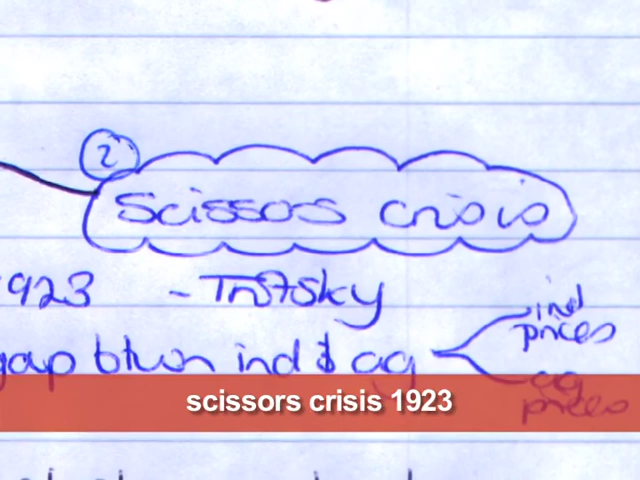 2
scissors crisis
1923 - Trotsky
gap btwn ind & ag
ind
prices
ag
prices
scissors crisis 1923